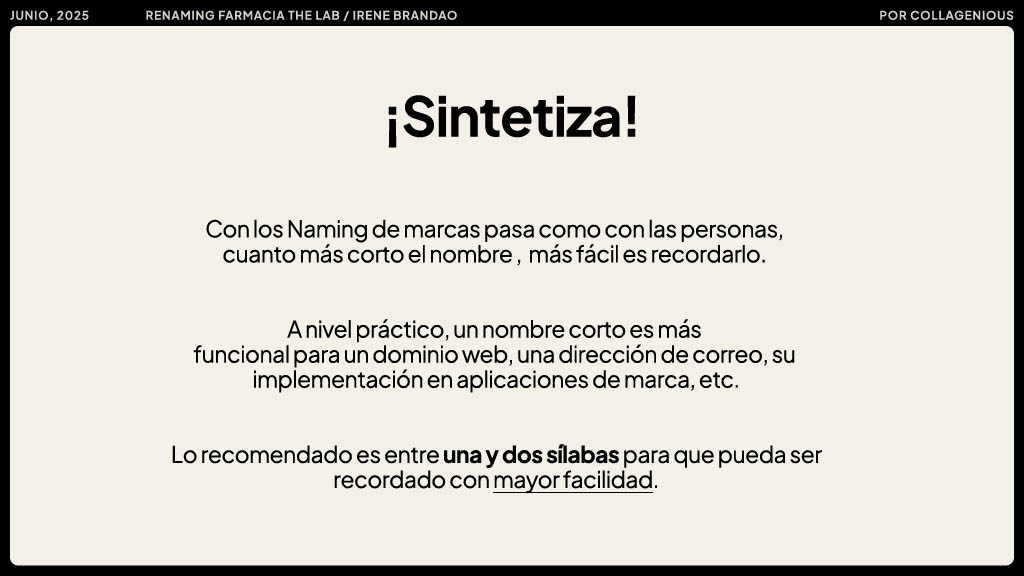 JUNIO, 2025
RENAMING FARMACIA THE LAB / IRENE BRANDAO
POR COLLAGENIOUS
¡Sintetiza!
Con los Naming de marcas pasa como con las personas,
cuanto más corto el nombre , más fácil es recordarlo.
A nivel práctico, un nombre corto es más
funcional para un dominio web, una dirección de correo, su
implementación en aplicaciones de marca, etc.
Lo recomendado es entre una y dos sílabas para que pueda ser
recordado con mayor facilidad.